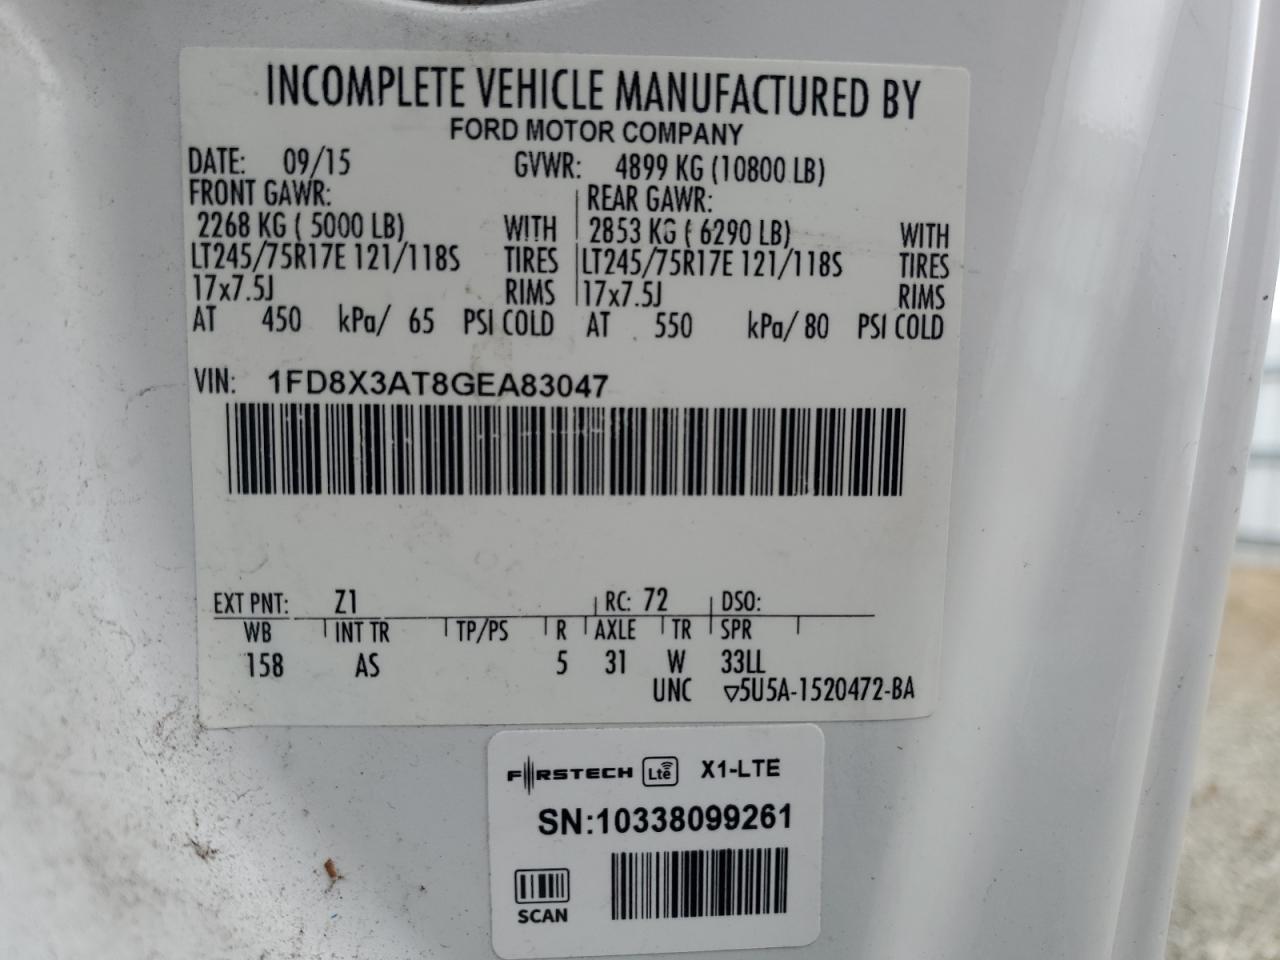 INCOMPLETE VEHICLE MANUFACTURED BY
FORD MOTOR COMPANY
DATE: 09/15 GVWR: 4899 KG (10800 LB)
FRONT GAWR: REAR GAWR:
2268 KG ( 5000 LB) WITH 2853 KG ( 6290 LB) WITH
LT245/75R17E 121/118S TIRES LT245/75R17E 121/118S TIRES
17x7.5J RIMS 17x7.5J RIMS
AT 450 kPa/ 65 PSI COLD AT 550 kPa/ 80 PSI COLD
VIN: 1FD8X3AT8GEA83047
EXT PNT: Z1 RC: 72 DSO:
WB INT TR TP/PS R AXLE TR SPR
158 AS 5 31 W 33LL
UNC ▽5U5A-1520472-BA
FIRSTECH Lte X1-LTE
SN:10338099261
SCAN